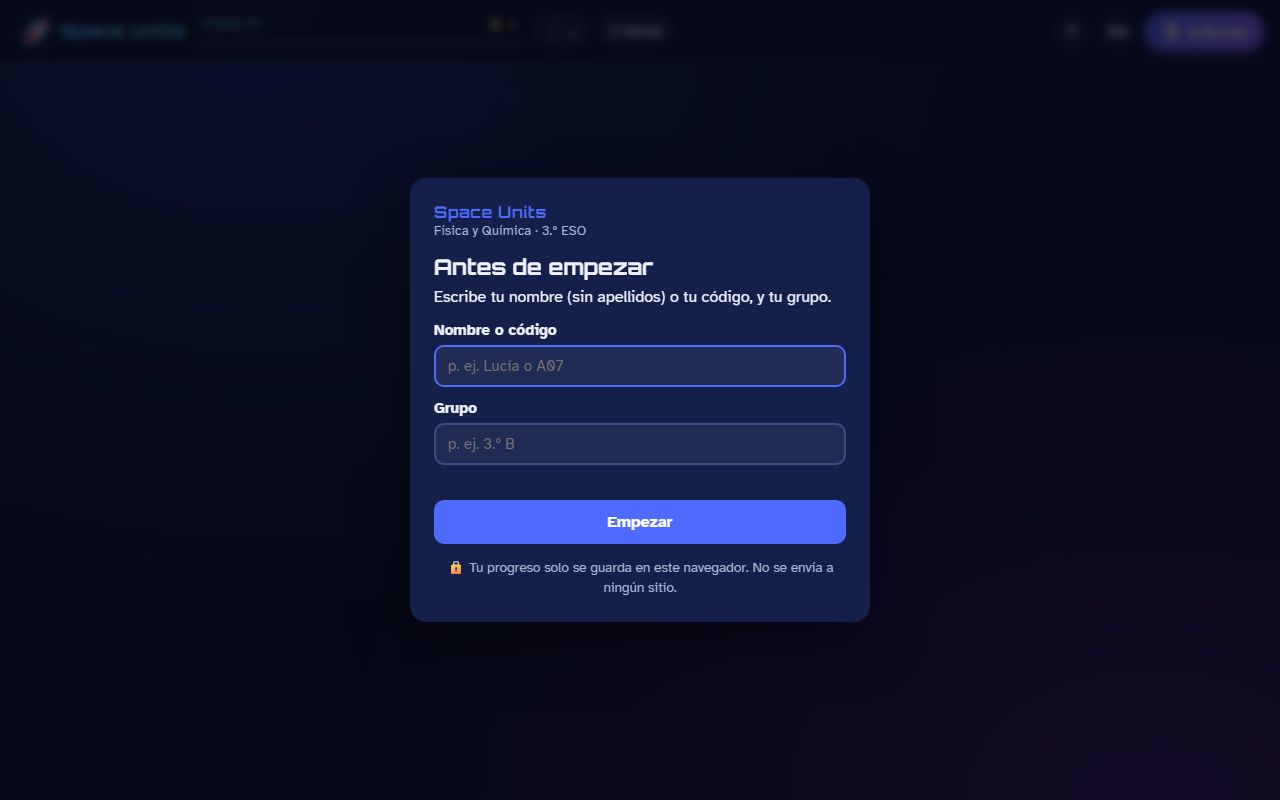 Space Units
Space Units
Física y Química · 3.º ESO
Antes de empezar
Escribe tu nombre (sin apellidos) o tu código, y tu grupo.
Nombre o código
p. ej. Lucía o A07
Grupo
p. ej. 3.º B
Empezar
🔒 Tu progreso solo se guarda en este navegador. No se envía a
ningún sitio.